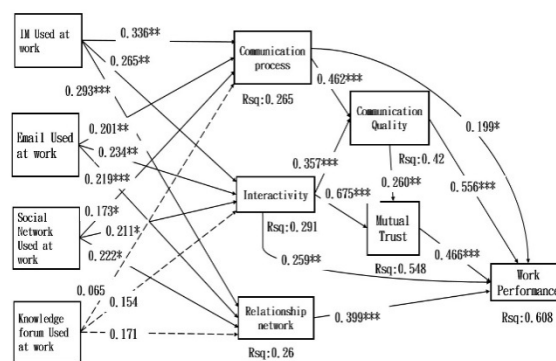 IM Used at
work
Email Used
at work
Social
Network
Used at
work
Knowledge
forum Used
at work
0.336**
0.265**
0.293***
0.201**
0.234**
0.219***
0.173*
0.211*
0.222*
0.065
0.154
0.171
Communication
process
Rsq:0.265
Interactivity
Rsq:0.291
Relationship
network
Rsq:0.26
0.462***
0.357***
0.675***
0.259**
0.399***
Communication
Quality
Rsq:0.42
0.260**
Mutual
Trust
Rsq:0.548
0.199*
0.556***
0.466***
Work
Performance
Rsq:0.608